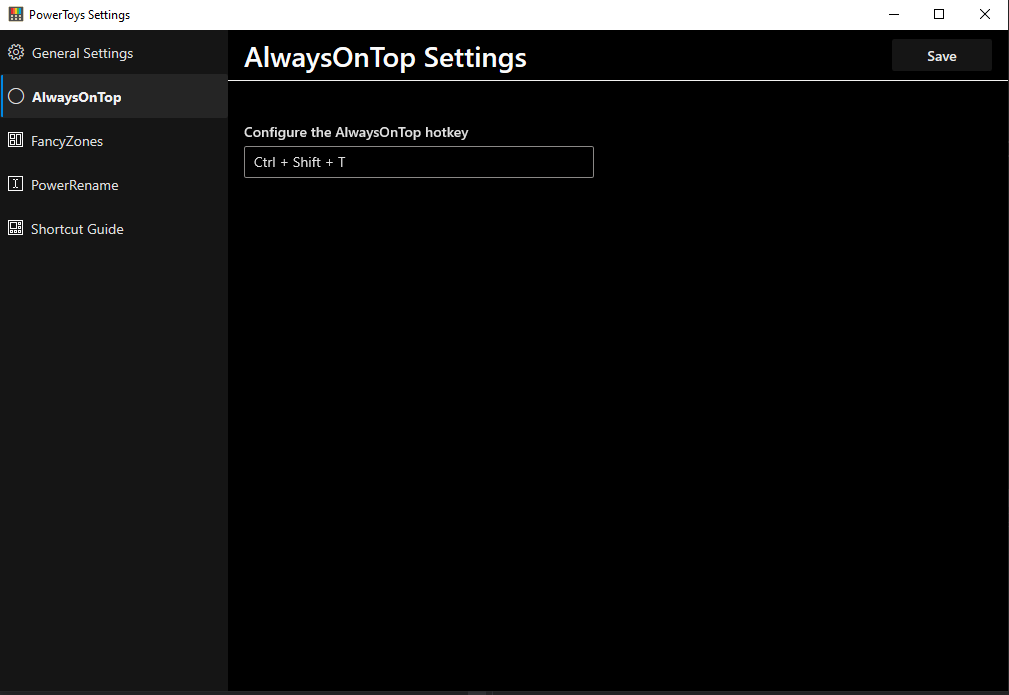 PowerToys Settings
General Settings
AlwaysOnTop
FancyZones
PowerRename
Shortcut Guide
AlwaysOnTop Settings
Save
Configure the AlwaysOnTop hotkey
Ctrl + Shift + T